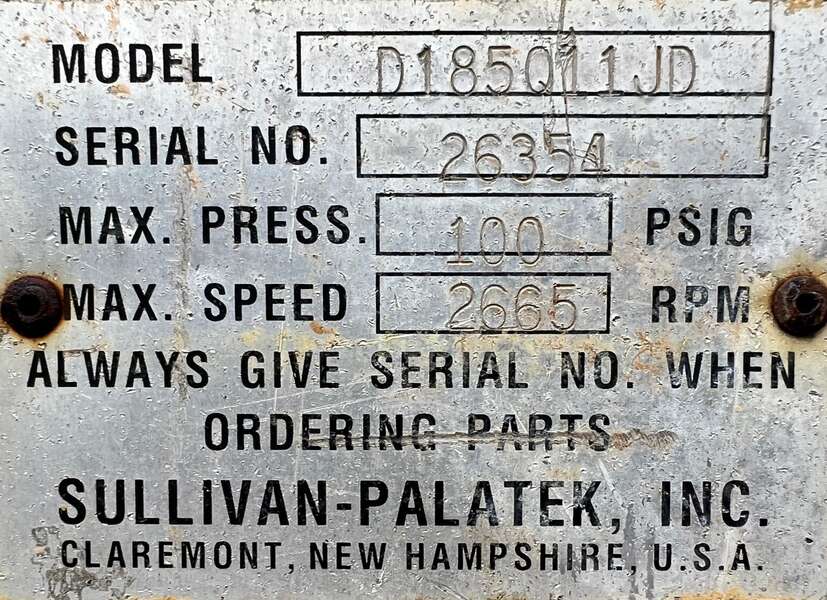 MODEL D185Q11JD
SERIAL NO. 26354
MAX. PRESS. 100 PSIG
MAX. SPEED 2665 RPM
ALWAYS GIVE SERIAL NO. WHEN
ORDERING PARTS
SULLIVAN-PALATEK, INC.
CLAREMONT, NEW HAMPSHIRE, U.S.A.